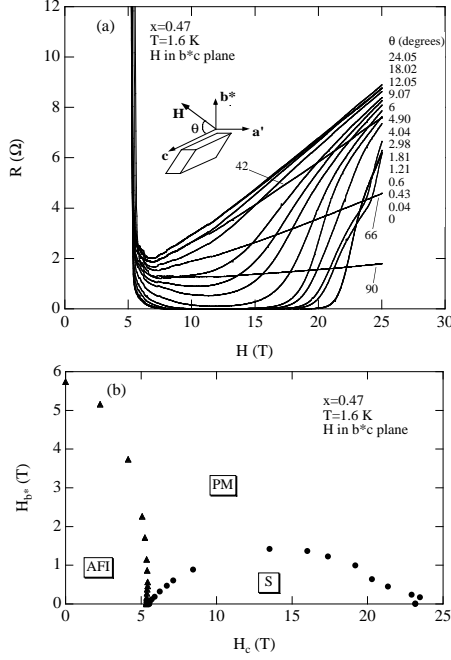 12
10
8
6
4
2
0
R (Ω)
(a)
x=0.47
T=1.6 K
H in b*c plane
b*
H
θ
a'
c
42
θ (degrees)
24.05
18.02
12.05
9.07
6
4.90
4.04
2.98
1.81
1.21
0.6
0.43
0.04
0
66
90
0 5 10 15 20 25 30
H (T)
6
5
4
3
2
1
0
H b* (T)
(b)
x=0.47
T=1.6 K
H in b*c plane
PM
AFI
S
0 5 10 15 20 25
H c (T)